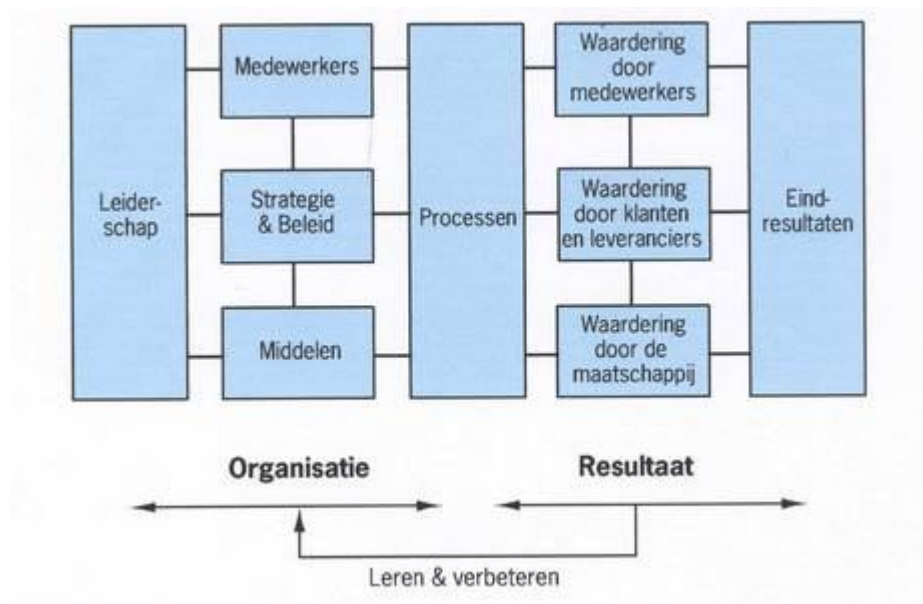 Leider-
schap
Medewerkers
Strategie
& Beleid
Middelen
Processen
Waardering
door
medewerkers
Waardering
door klanten
en leveranciers
Waardering
door de
maatschappij
Eind-
resultaten
Organisatie
Resultaat
Leren & verbeteren